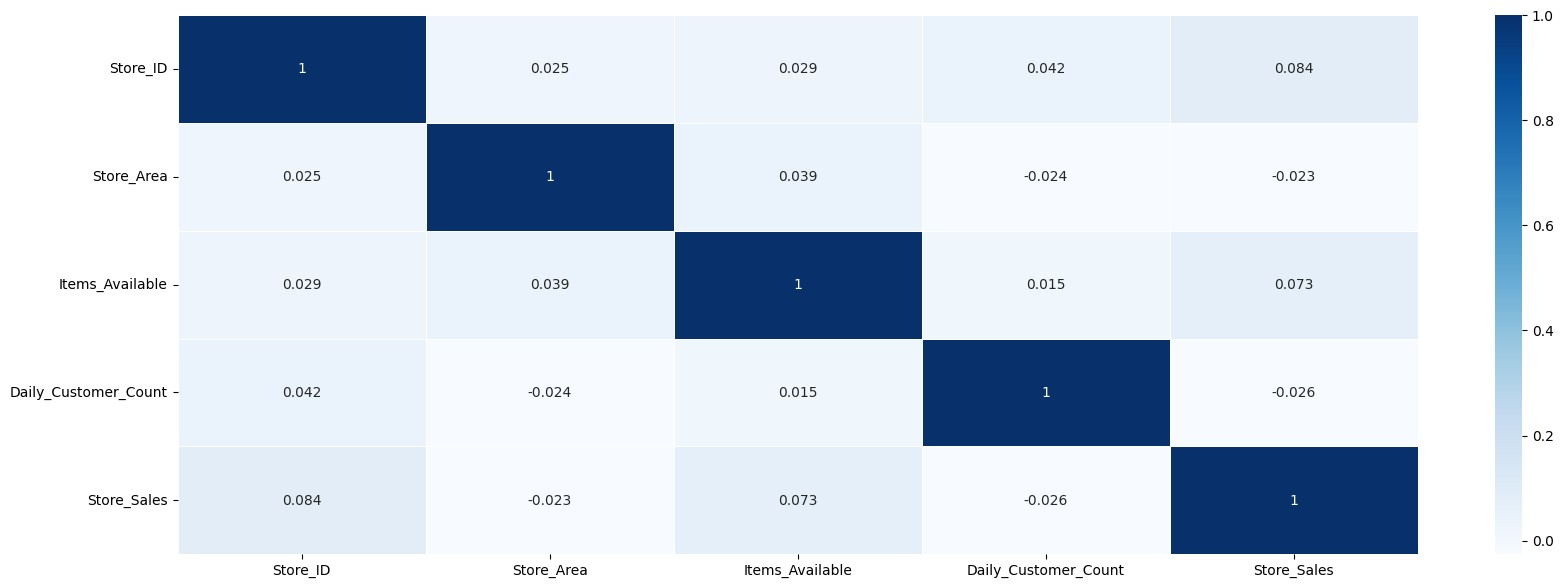 Store_ID 1 0.025 0.029 0.042 0.084
Store_Area 0.025 1 0.039 -0.024 -0.023
Items_Available 0.029 0.039 1 0.015 0.073
Daily_Customer_Count 0.042 -0.024 0.015 1 -0.026
Store_Sales 0.084 -0.023 0.073 -0.026 1
Store_ID Store_Area Items_Available Daily_Customer_Count Store_Sales
1.0
0.8
0.6
0.4
0.2
0.0